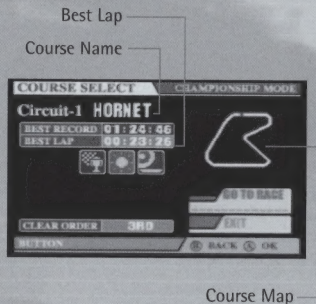 Best Lap
Course Name
COURSE SELECT CHAMPIONSHIP MODE
Circuit-1 HORNET
BEST RECORD 01:24:46
BEST LAP 00:23:26
GO TO RACE
EXIT
CLEAR ORDER 3RD
BUTTON B BACK A OK
Course Map